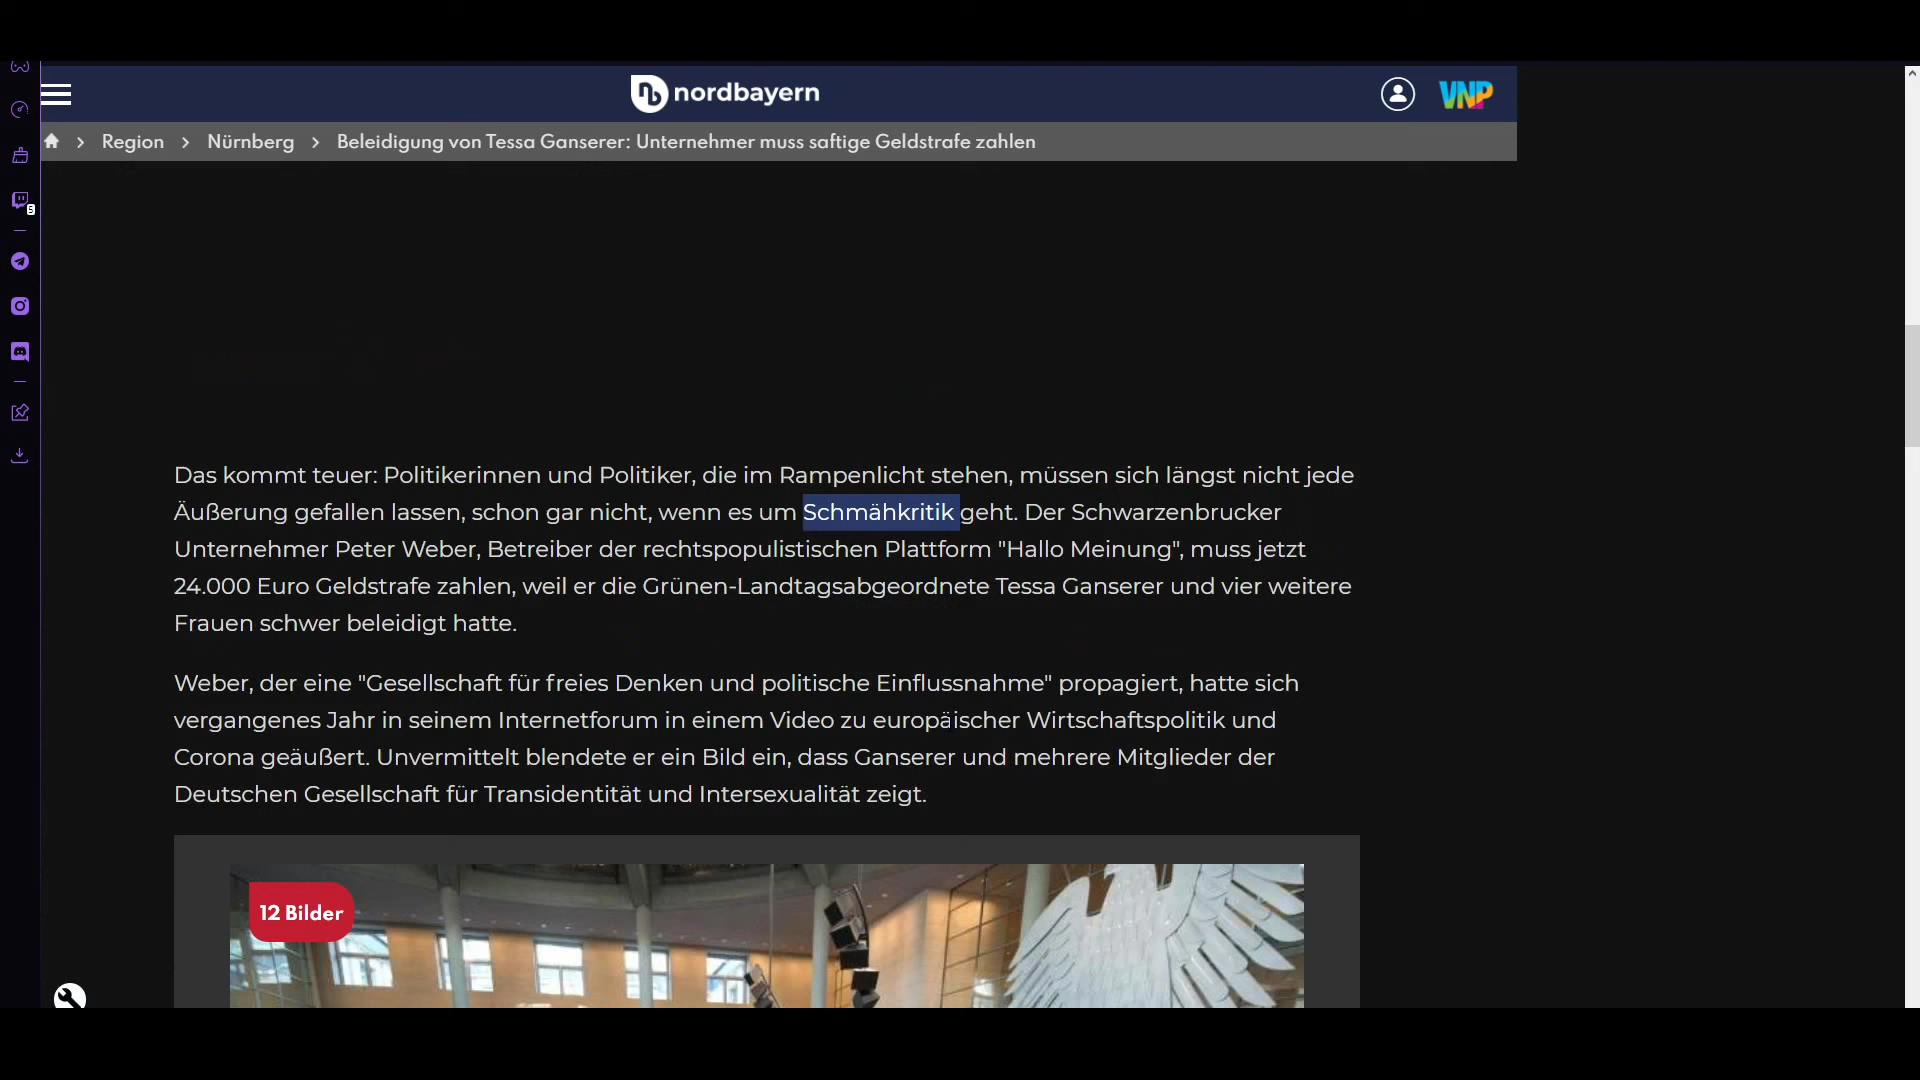 nordbayern
VNP
Region > Nürnberg > Beleidigung von Tessa Ganserer: Unternehmer muss saftige Geldstrafe zahlen
5
Das kommt teuer: Politikerinnen und Politiker, die im Rampenlicht stehen, müssen sich längst nicht jede
Äußerung gefallen lassen, schon gar nicht, wenn es um Schmähkritik geht. Der Schwarzenbrucker
Unternehmer Peter Weber, Betreiber der rechtspopulistischen Plattform "Hallo Meinung", muss jetzt
24.000 Euro Geldstrafe zahlen, weil er die Grünen-Landtagsabgeordnete Tessa Ganserer und vier weitere
Frauen schwer beleidigt hatte.
Weber, der eine "Gesellschaft für freies Denken und politische Einflussnahme" propagiert, hatte sich
vergangenes Jahr in seinem Internetforum in einem Video zu europäischer Wirtschaftspolitik und
Corona geäußert. Unvermittelt blendete er ein Bild ein, dass Ganserer und mehrere Mitglieder der
Deutschen Gesellschaft für Transidentität und Intersexualität zeigt.
12 Bilder